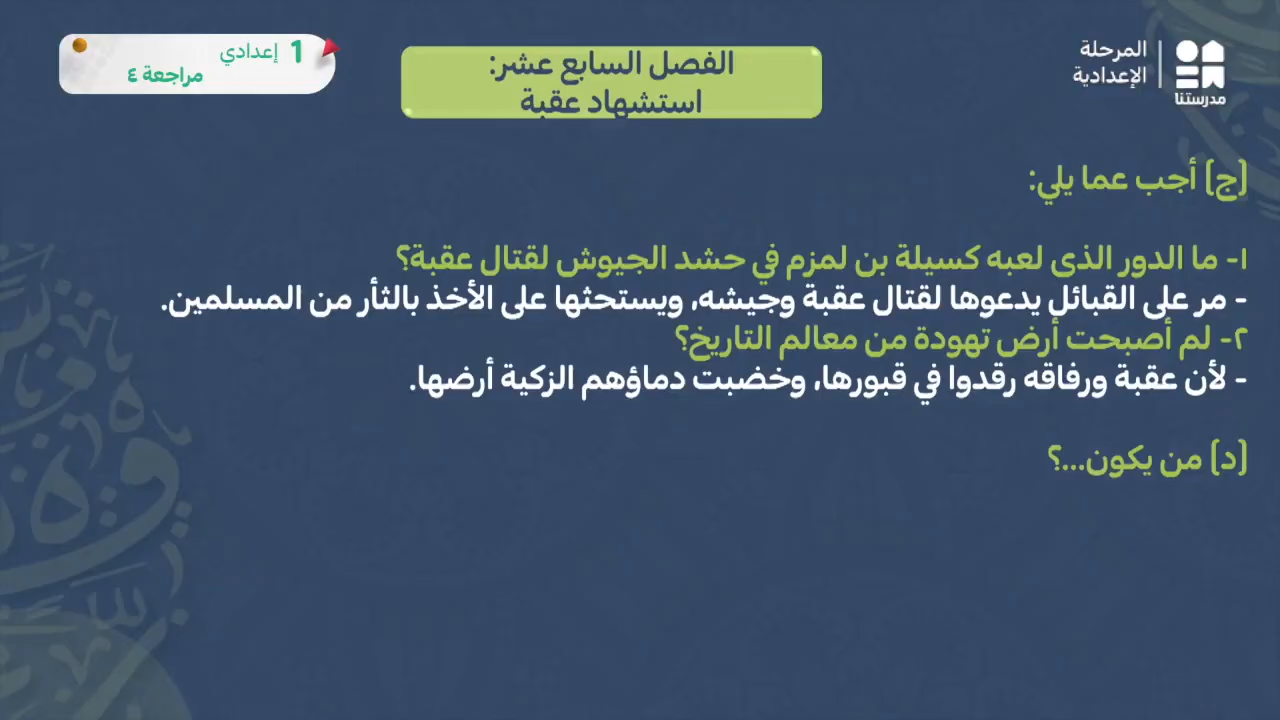 المرحلة
الإعدادية
مدرستنا
الفصل السابع عشر:
استشهاد عقبة
1 إعدادي
مراجعة ٤
(ج) أجب عما يلي:
١- ما الدور الذى لعبه كسيلة بن لمزم في حشد الجيوش لقتال عقبة؟
- مر على القبائل يدعوها لقتال عقبة وجيشه، ويستحثها على الأخذ بالثأر من المسلمين.
٢- لم أصبحت أرض تهودة من معالم التاريخ؟
- لأن عقبة ورفاقه رقدوا في قبورها، وخضبت دماؤهم الزكية أرضها.
(د) من يكون...؟